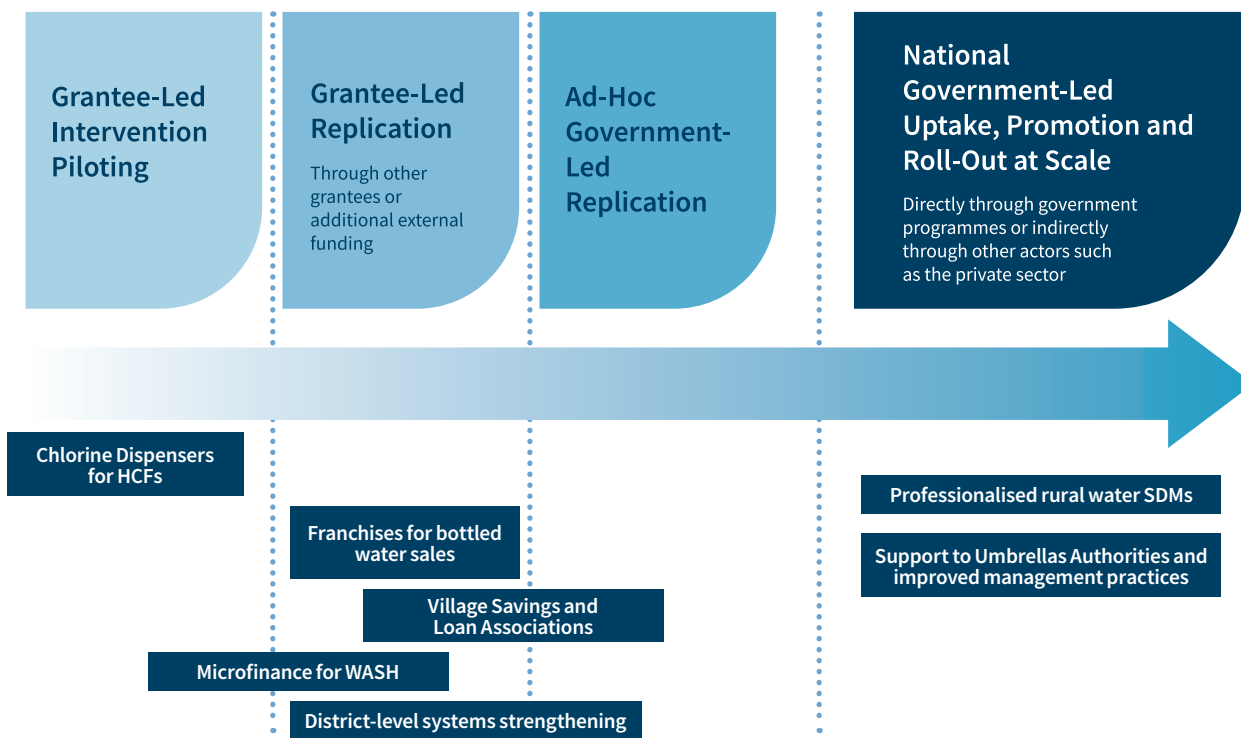 Grantee-Led
Intervention
Piloting
Grantee-Led
Replication
Through other
grantees or
additional external
funding
Ad-Hoc
Government-
Led
Replication
National
Government-Led
Uptake, Promotion and
Roll-Out at Scale
Directly through government
programmes or indirectly
through other actors such
as the private sector
Chlorine Dispensers
for HCFs
Franchises for bottled
water sales
Village Savings and
Loan Associations
Microfinance for WASH
District-level systems strengthening
Professionalised rural water SDMs
Support to Umbrellas Authorities and
improved management practices